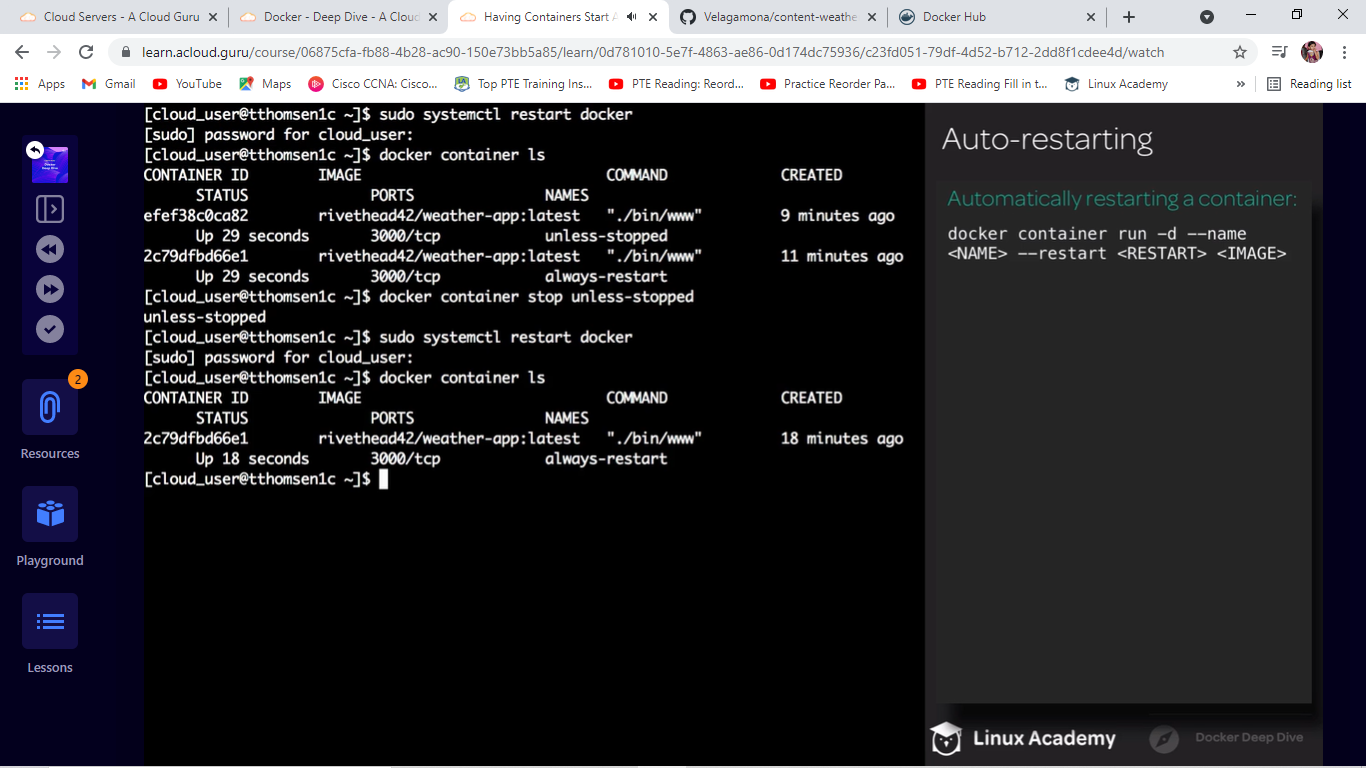 Cloud Servers - A Cloud Guru
Docker - Deep Dive - A Cloud
Having Containers Start A
Velagamona/content-weathe
Docker Hub
learn.acloud.guru/course/06875cfa-fb88-4b28-ac90-150e73bb5a85/learn/0d781010-5e7f-4863-ae86-0d174dc75936/c23fd051-79df-4d52-b712-2dd8f1cdee4d/watch
Apps
Gmail
YouTube
Maps
Cisco CCNA: Cisco...
Top PTE Training Ins...
PTE Reading: Reord...
Practice Reorder Pa...
PTE Reading Fill in t...
Linux Academy
»
Reading list
Docker
Deep Dive
2
Resources
Playground
Lessons
[cloud_user@tthomsen1c ~]$ sudo systemctl restart docker
[sudo] password for cloud_user:
[cloud_user@tthomsen1c ~]$ docker container ls
CONTAINER ID IMAGE COMMAND CREATED
STATUS PORTS NAMES
efef38c0ca82 rivethead42/weather-app:latest "./bin/www" 9 minutes ago
Up 29 seconds 3000/tcp unless-stopped
2c79dfbd66e1 rivethead42/weather-app:latest "./bin/www" 11 minutes ago
Up 29 seconds 3000/tcp always-restart
[cloud_user@tthomsen1c ~]$ docker container stop unless-stopped
unless-stopped
[cloud_user@tthomsen1c ~]$ sudo systemctl restart docker
[sudo] password for cloud_user:
[cloud_user@tthomsen1c ~]$ docker container ls
CONTAINER ID IMAGE COMMAND CREATED
STATUS PORTS NAMES
2c79dfbd66e1 rivethead42/weather-app:latest "./bin/www" 18 minutes ago
Up 18 seconds 3000/tcp always-restart
[cloud_user@tthomsen1c ~]$
Auto-restarting
Automatically restarting a container:
docker container run -d --name
<NAME> --restart <RESTART> <IMAGE>
Linux Academy
Docker Deep Dive